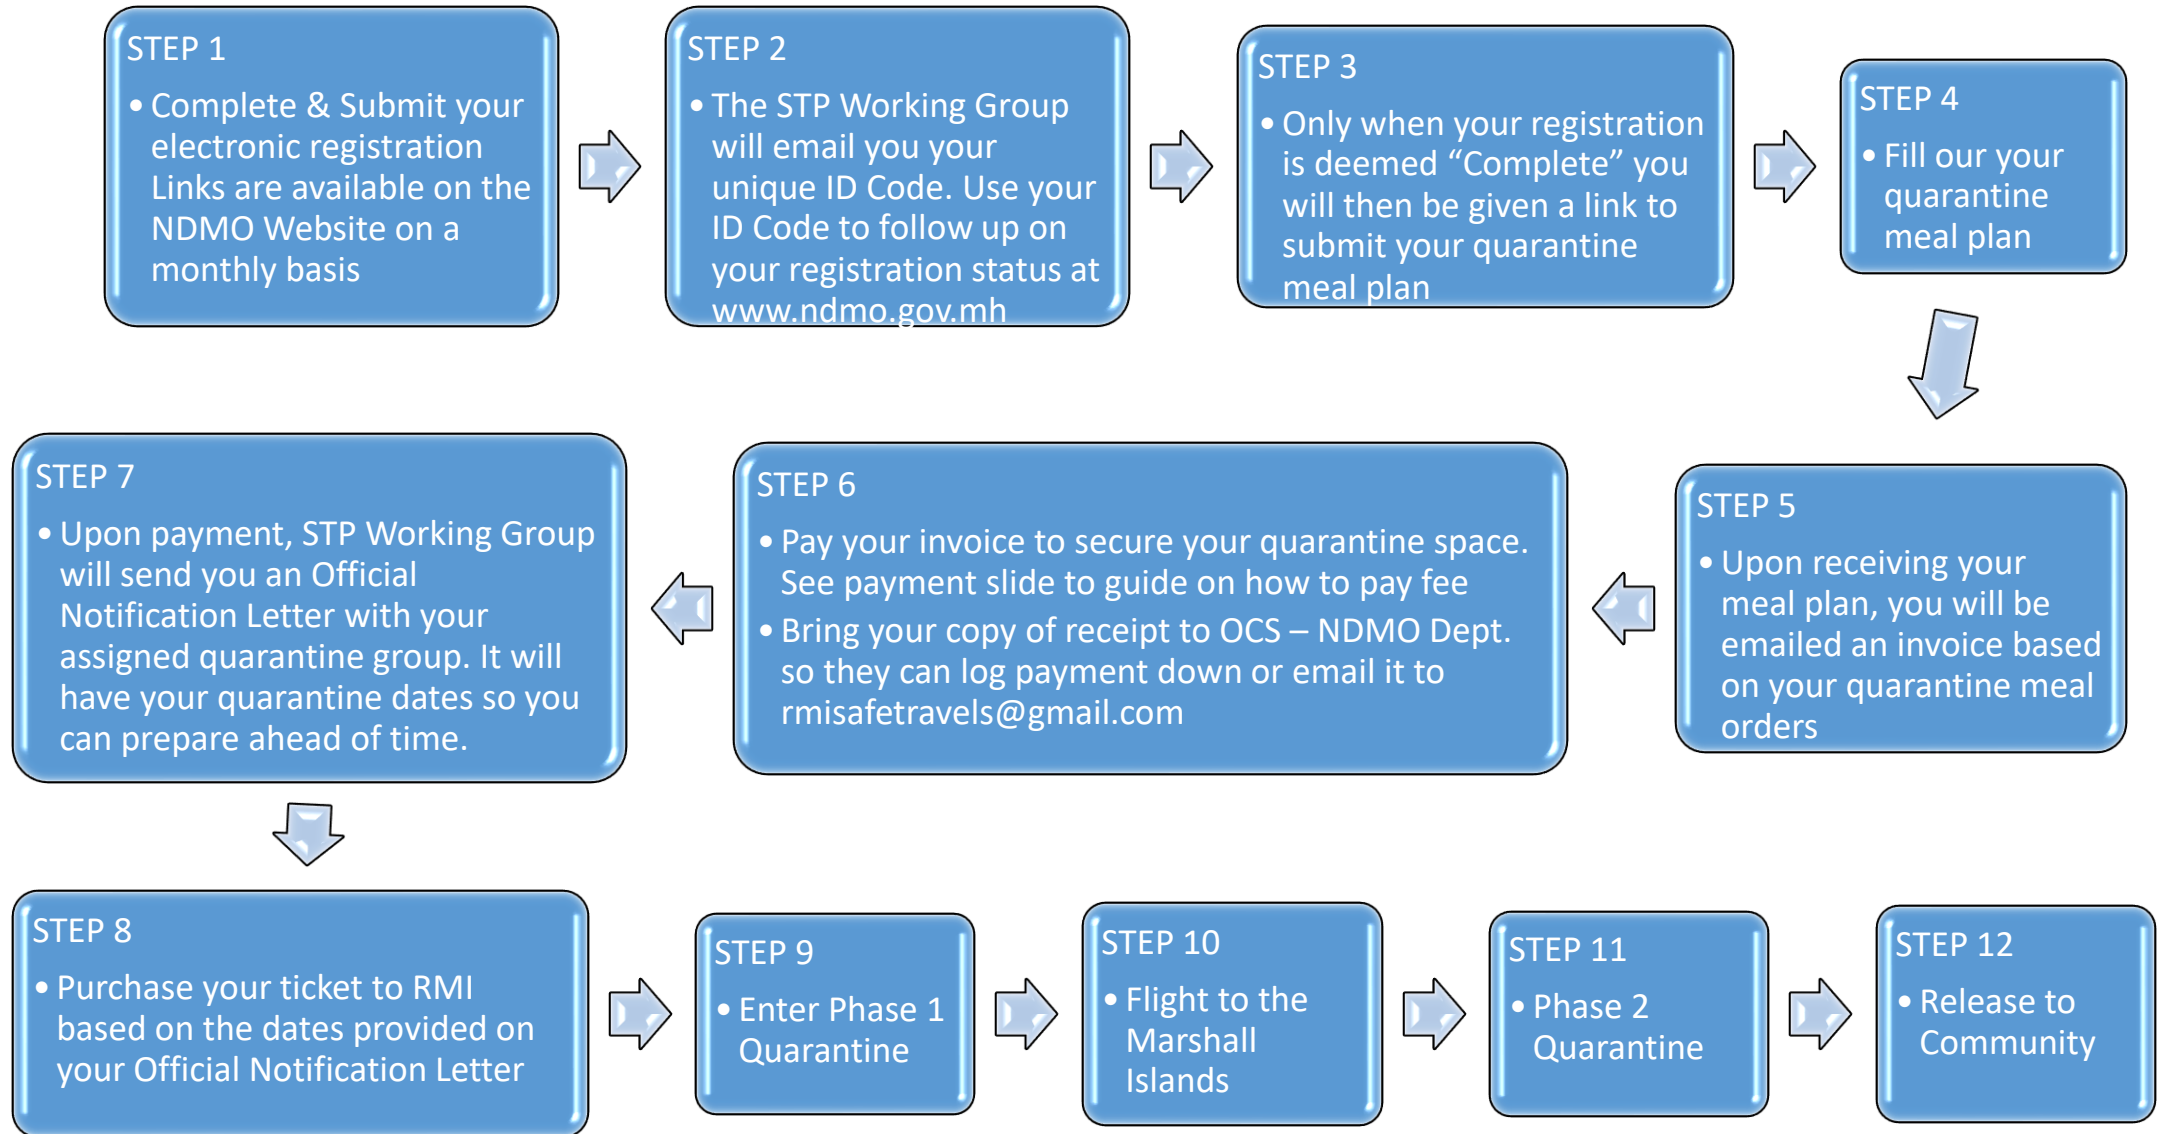 STEP 1
• Complete & Submit your
electronic registration
Links are available on the
NDMO Website on a
monthly basis
STEP 2
• The STP Working Group
will email you your
unique ID Code. Use your
ID Code to follow up on
your registration status at
www.ndmo.gov.mh
STEP 3
• Only when your registration
is deemed “Complete” you
will then be given a link to
submit your quarantine
meal plan
STEP 4
• Fill our your
quarantine
meal plan
STEP 5
• Upon receiving your
meal plan, you will be
emailed an invoice based
on your quarantine meal
orders
STEP 6
• Pay your invoice to secure your quarantine space.
See payment slide to guide on how to pay fee
• Bring your copy of receipt to OCS – NDMO Dept.
so they can log payment down or email it to
rmisafetravels@gmail.com
STEP 7
• Upon payment, STP Working Group
will send you an Official
Notification Letter with your
assigned quarantine group. It will
have your quarantine dates so you
can prepare ahead of time.
STEP 8
• Purchase your ticket to RMI
based on the dates provided on
your Official Notification Letter
STEP 9
• Enter Phase 1
Quarantine
STEP 10
• Flight to the
Marshall
Islands
STEP 11
• Phase 2
Quarantine
STEP 12
• Release to
Community